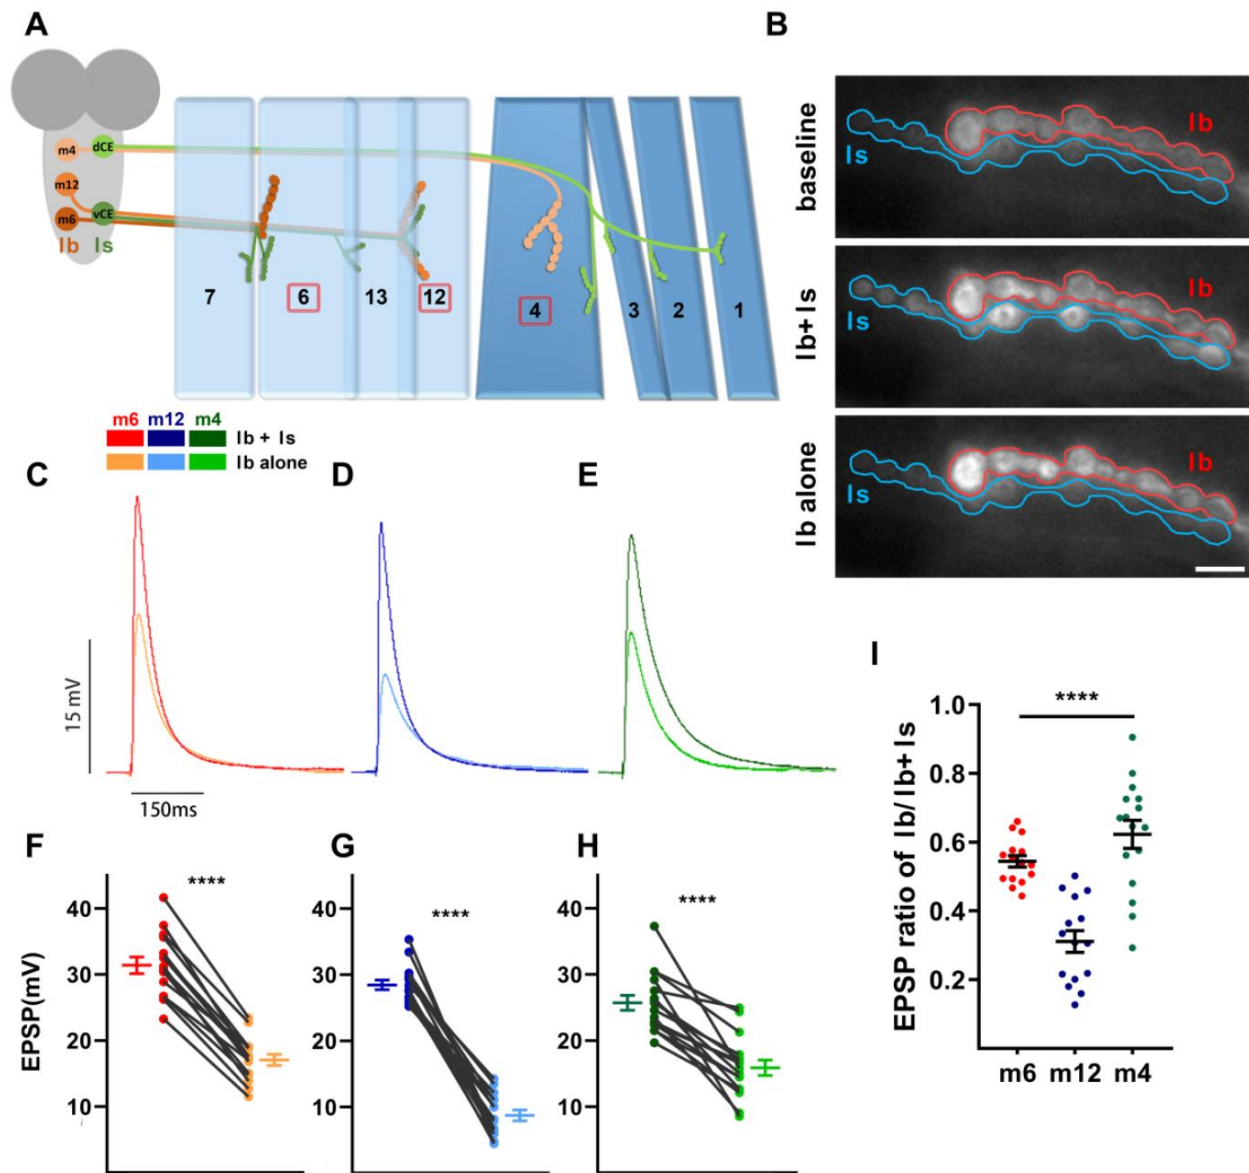 A
m4
dCE
m12
m6
vCE
Ib
Is
7
6
13
12
4
3
2
1
B
baseline
Ib
Is
Ib+ Is
Ib
Is
Ib alone
Ib
Is
m6 m12 m4
Ib + Is
Ib alone
C
D
E
15 mV
150ms
F
G
H
EPSP(mV)
40
30
20
10
****
40
30
20
10
****
40
30
20
10
****
I
****
EPSP ratio of Ib/Ib+Is
1.0
0.8
0.6
0.4
0.2
m6 m12 m4